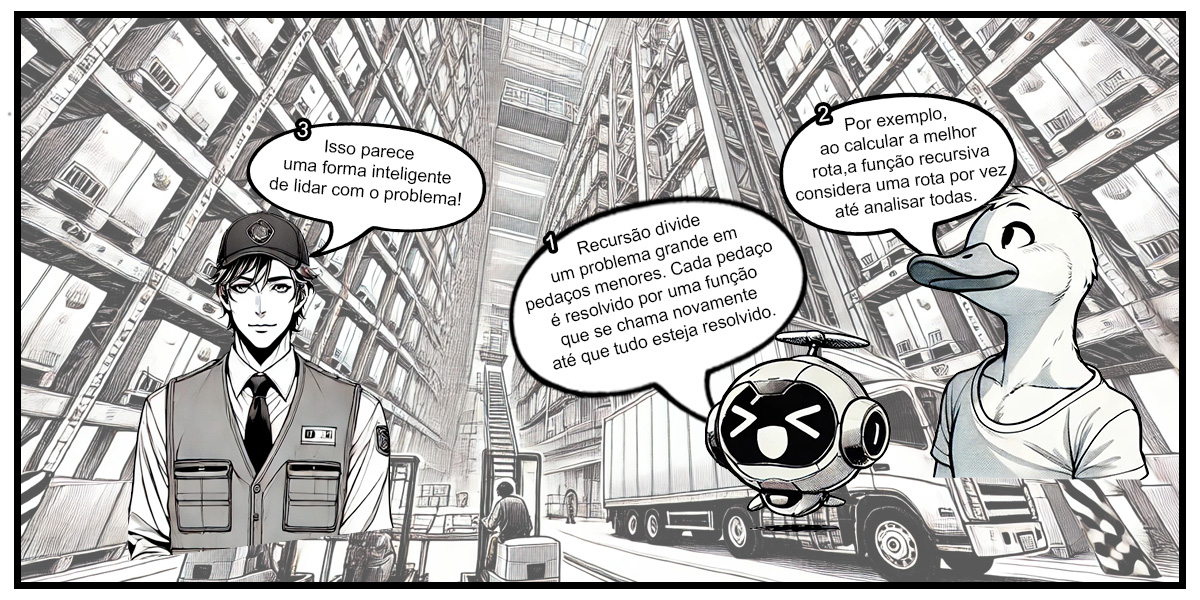 1
Recursão divide
um problema grande em
pedaços menores. Cada pedaço
é resolvido por uma função
que se chama novamente
até que tudo esteja resolvido.
2
Por exemplo,
ao calcular a melhor
rota,a função recursiva
considera uma rota por vez
até analisar todas.
3
Isso parece
uma forma inteligente
de lidar com o problema!